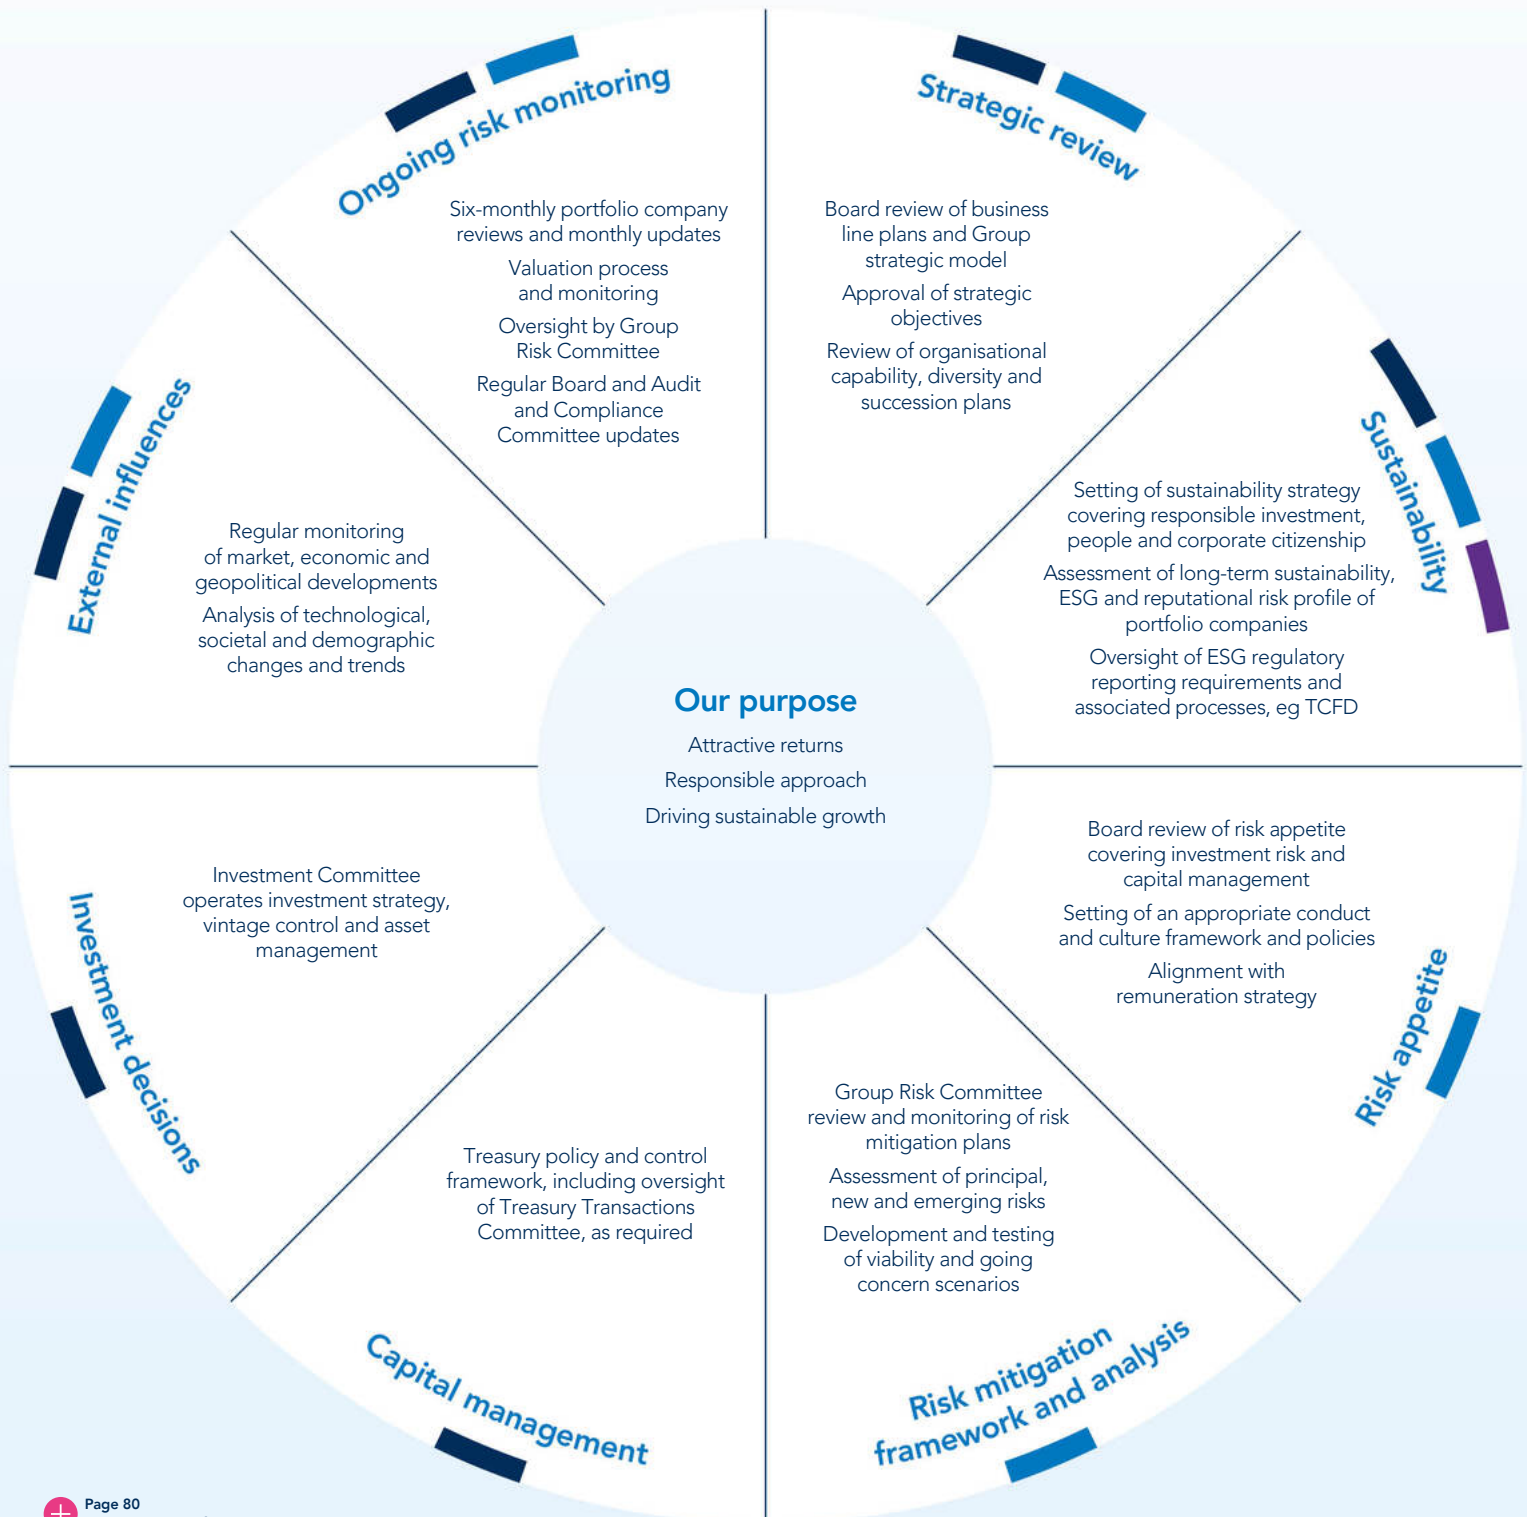 Ongoing risk monitoring
Six-monthly portfolio company
reviews and monthly updates
Valuation process
and monitoring
Oversight by Group
Risk Committee
Regular Board and Audit
and Compliance
Committee updates
Strategic review
Board review of business
line plans and Group
strategic model
Approval of strategic
objectives
Review of organisational
capability, diversity and
succession plans
Sustainability
Setting of sustainability strategy
covering responsible investment,
people and corporate citizenship
Assessment of long-term sustainability,
ESG and reputational risk profile of
portfolio companies
Oversight of ESG regulatory
reporting requirements and
associated processes, eg TCFD
External influences
Regular monitoring
of market, economic and
geopolitical developments
Analysis of technological,
societal and demographic
changes and trends
Our purpose
Attractive returns
Responsible approach
Driving sustainable growth
Risk appetite
Board review of risk appetite
covering investment risk and
capital management
Setting of an appropriate conduct
and culture framework and policies
Alignment with
remuneration strategy
Investment decisions
Investment Committee
operates investment strategy,
vintage control and asset
management
Capital management
Treasury policy and control
framework, including oversight
of Treasury Transactions
Committee, as required
Group Risk Committee
review and monitoring of risk
mitigation plans
Assessment of principal,
new and emerging risks
Development and testing
of viability and going
concern scenarios
Risk mitigation
framework and analysis
Page 80